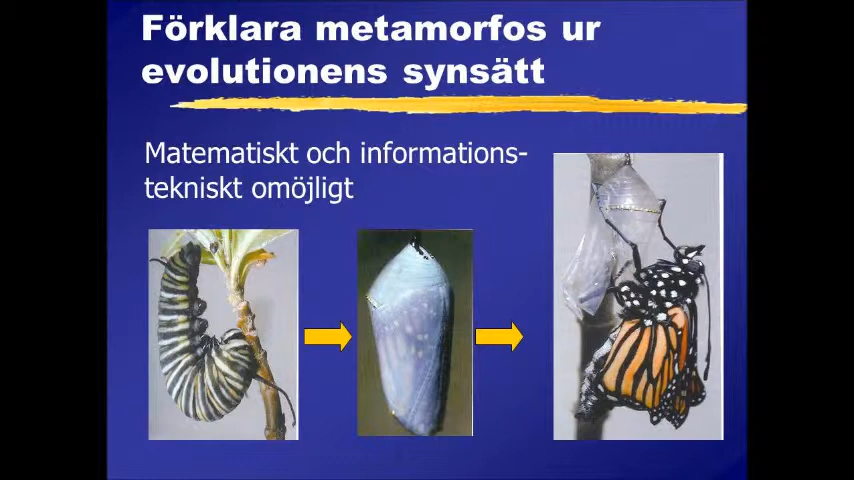 Förklara metamorfos ur
evolutionens synsätt
Matematiskt och informations-
tekniskt omöjligt